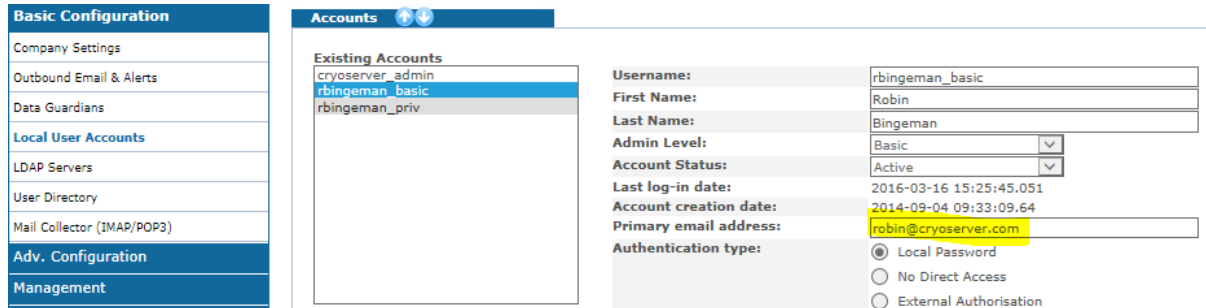 Basic Configuration
Company Settings
Outbound Email & Alerts
Data Guardians
Local User Accounts
LDAP Servers
User Directory
Mail Collector (IMAP/POP3)
Adv. Configuration
Management
Accounts
Existing Accounts
cryoserver_admin
rbingeman_basic
rbingeman_priv
Username: rbingeman_basic
First Name: Robin
Last Name: Bingeman
Admin Level: Basic
Account Status: Active
Last log-in date: 2016-03-16 15:25:45.051
Account creation date: 2014-09-04 09:33:09.64
Primary email address: robin@cryoserver.com
Authentication type: Local Password
No Direct Access
External Authorisation